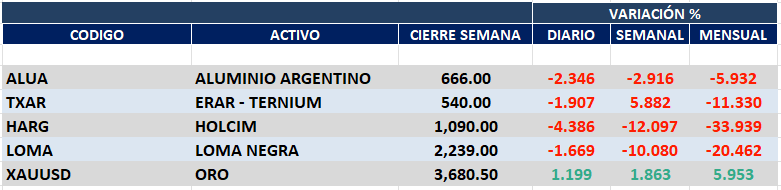 VARIACIÓN %
CODIGO ACTIVO CIERRE SEMANA DIARIO SEMANAL MENSUAL
ALUA ALUMINIO ARGENTINO 666.00 -2.346 -2.916 -5.932
TXAR ERAR - TERNIUM 540.00 -1.907 5.882 -11.330
HARG HOLCIM 1,090.00 -4.386 -12.097 -33.939
LOMA LOMA NEGRA 2,239.00 -1.669 -10.080 -20.462
XAUUSD ORO 3,680.50 1.199 1.863 5.953